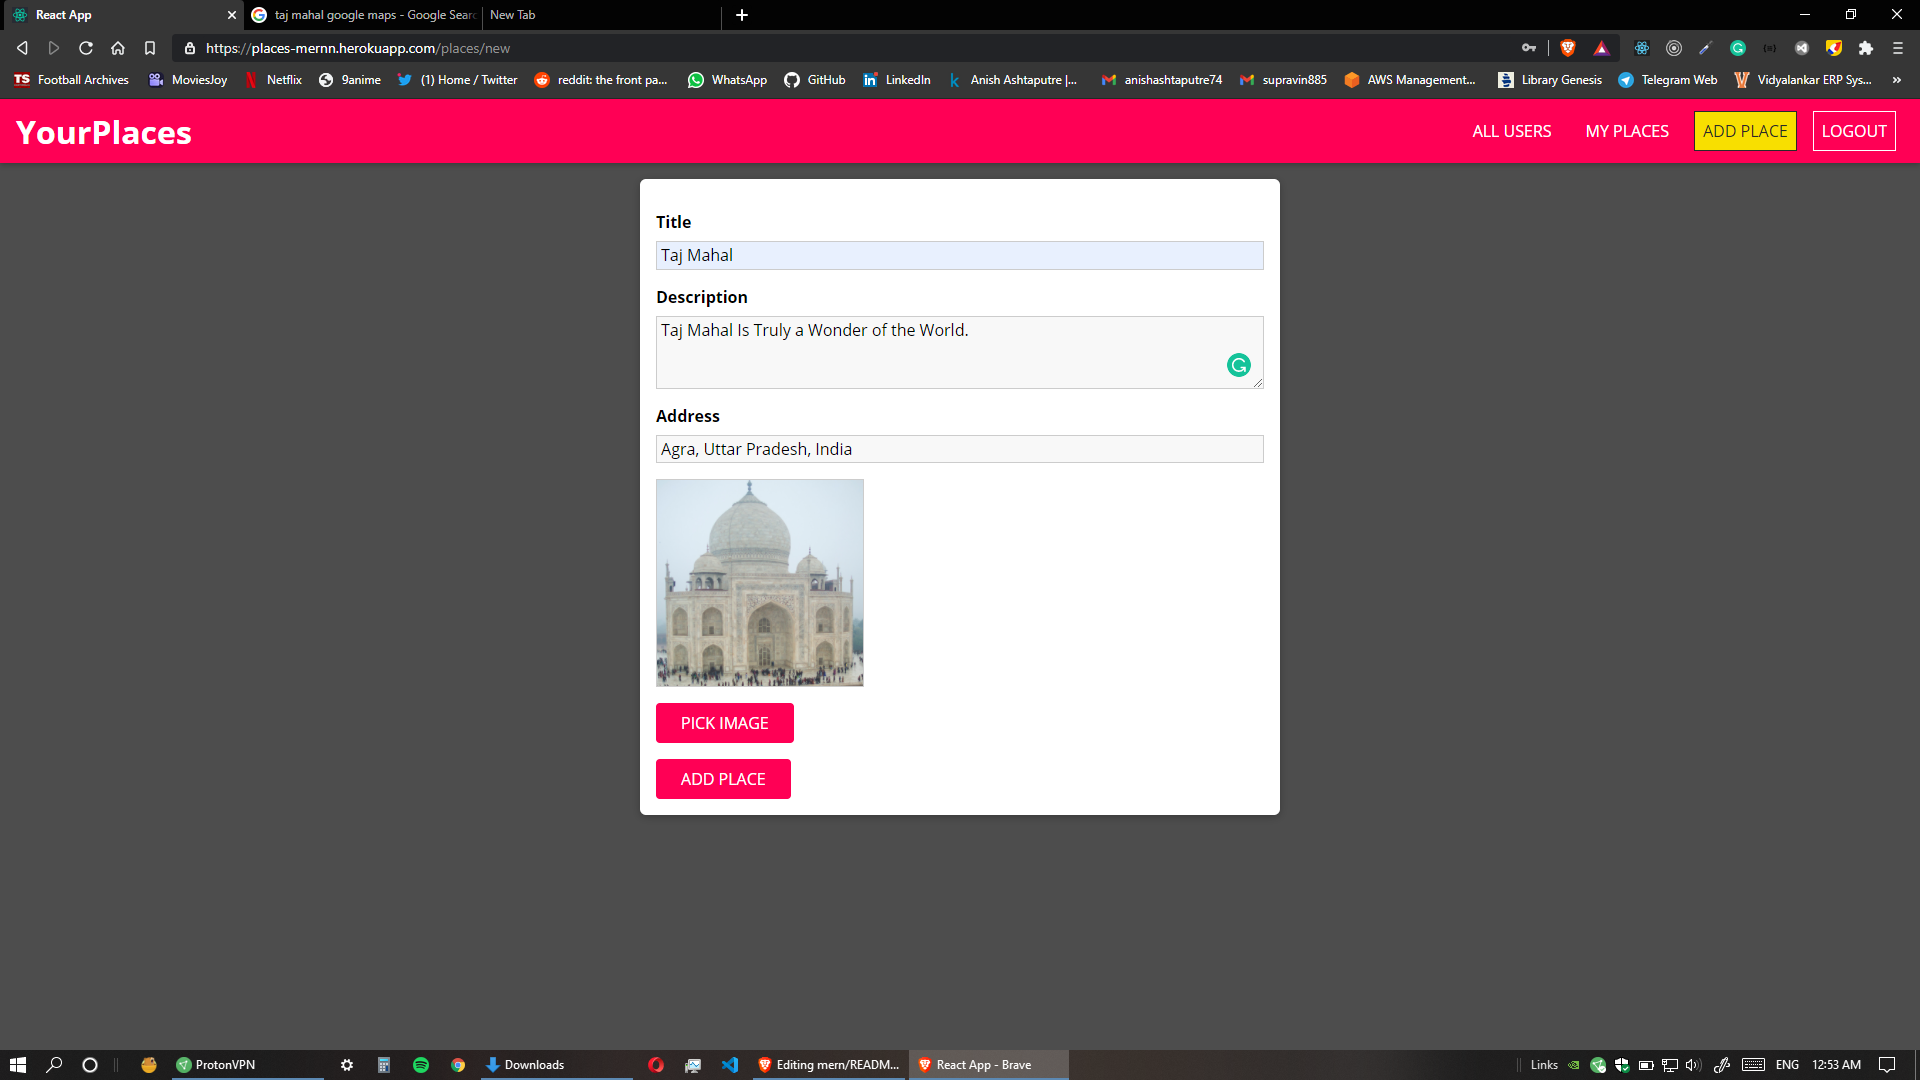 React App
taj mahal google maps - Google Sear
New Tab
https://places-mernn.herokuapp.com/places/new
TS Football Archives MoviesJoy Netflix 9anime (1) Home / Twitter reddit: the front pa... WhatsApp GitHub LinkedIn Anish Ashtaputre |... anishashtaputre74 supravin885 AWS Management... Library Genesis Telegram Web Vidyalankar ERP Sys... »
YourPlaces
ALL USERS MY PLACES ADD PLACE LOGOUT
Title
Taj Mahal
Description
Taj Mahal Is Truly a Wonder of the World.
Address
Agra, Uttar Pradesh, India
PICK IMAGE
ADD PLACE
ProtonVPN Downloads Editing mern/READM... React App - Brave Links ENG 12:53 AM